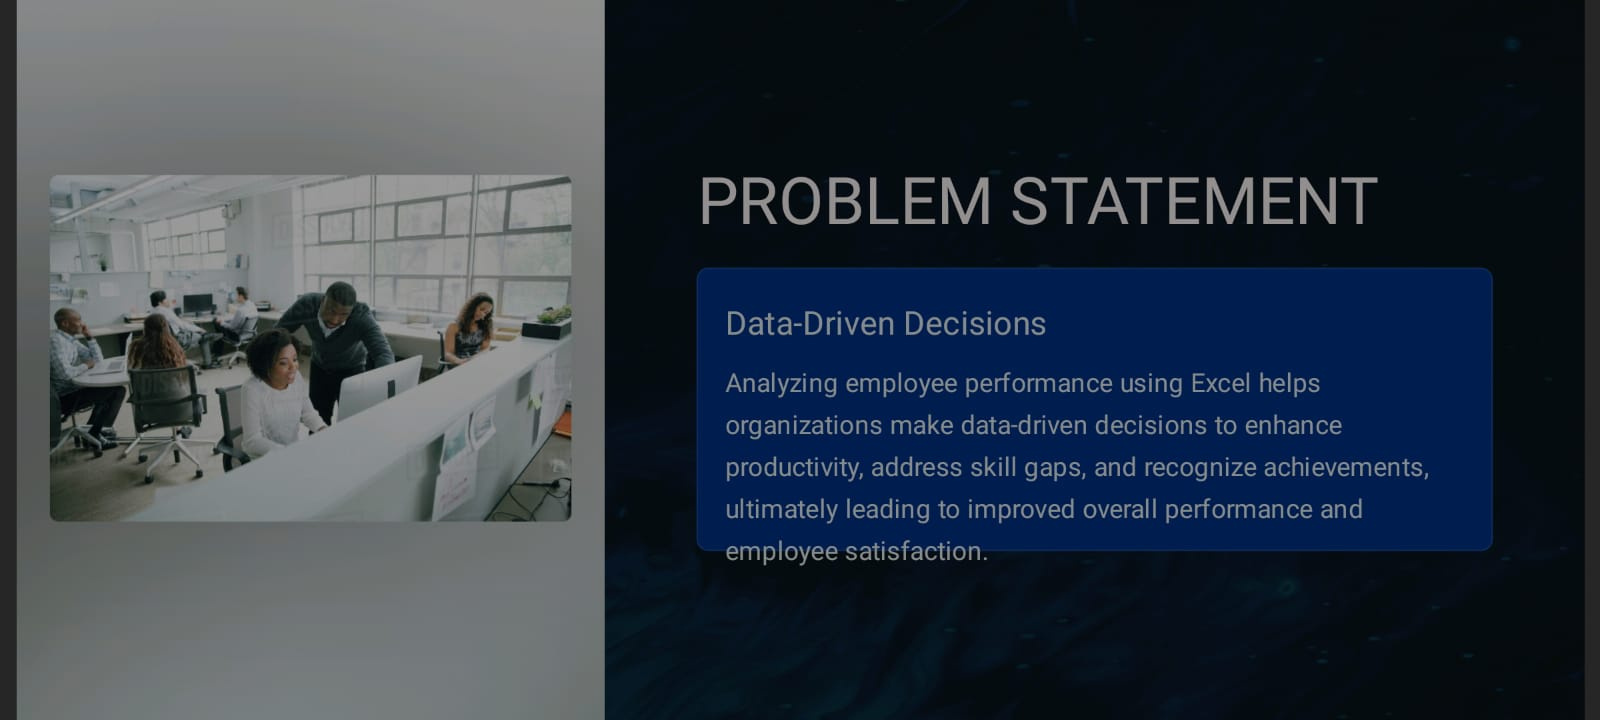 PROBLEM STATEMENT
Data-Driven Decisions
Analyzing employee performance using Excel helps
organizations make data-driven decisions to enhance
productivity, address skill gaps, and recognize achievements,
ultimately leading to improved overall performance and
employee satisfaction.